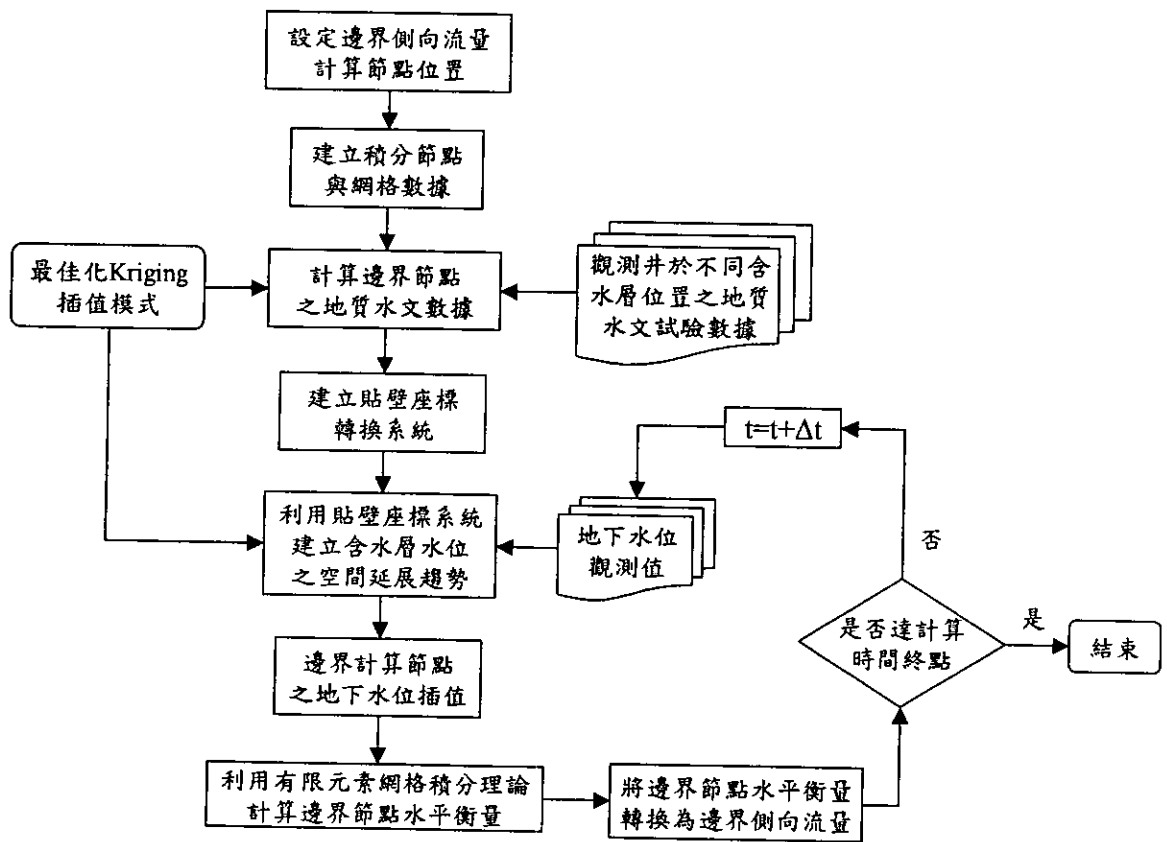 設定邊界側向流量
計算節點位置
建立積分節點
與網格數據
最佳化Kriging
插值模式
計算邊界節點
之地質水文數據
觀測井於不同含
水層位置之地質
水文試驗數據
建立貼壁座標
轉換系統
t=t+Δt
利用貼壁座標系統
建立含水層水位
之空間延展趨勢
地下水位
觀測值
否
是否達計算
時間終點
是
結束
邊界計算節點
之地下水位插值
利用有限元素網格積分理論
計算邊界節點水平衡量
將邊界節點水平衡量
轉換為邊界側向流量